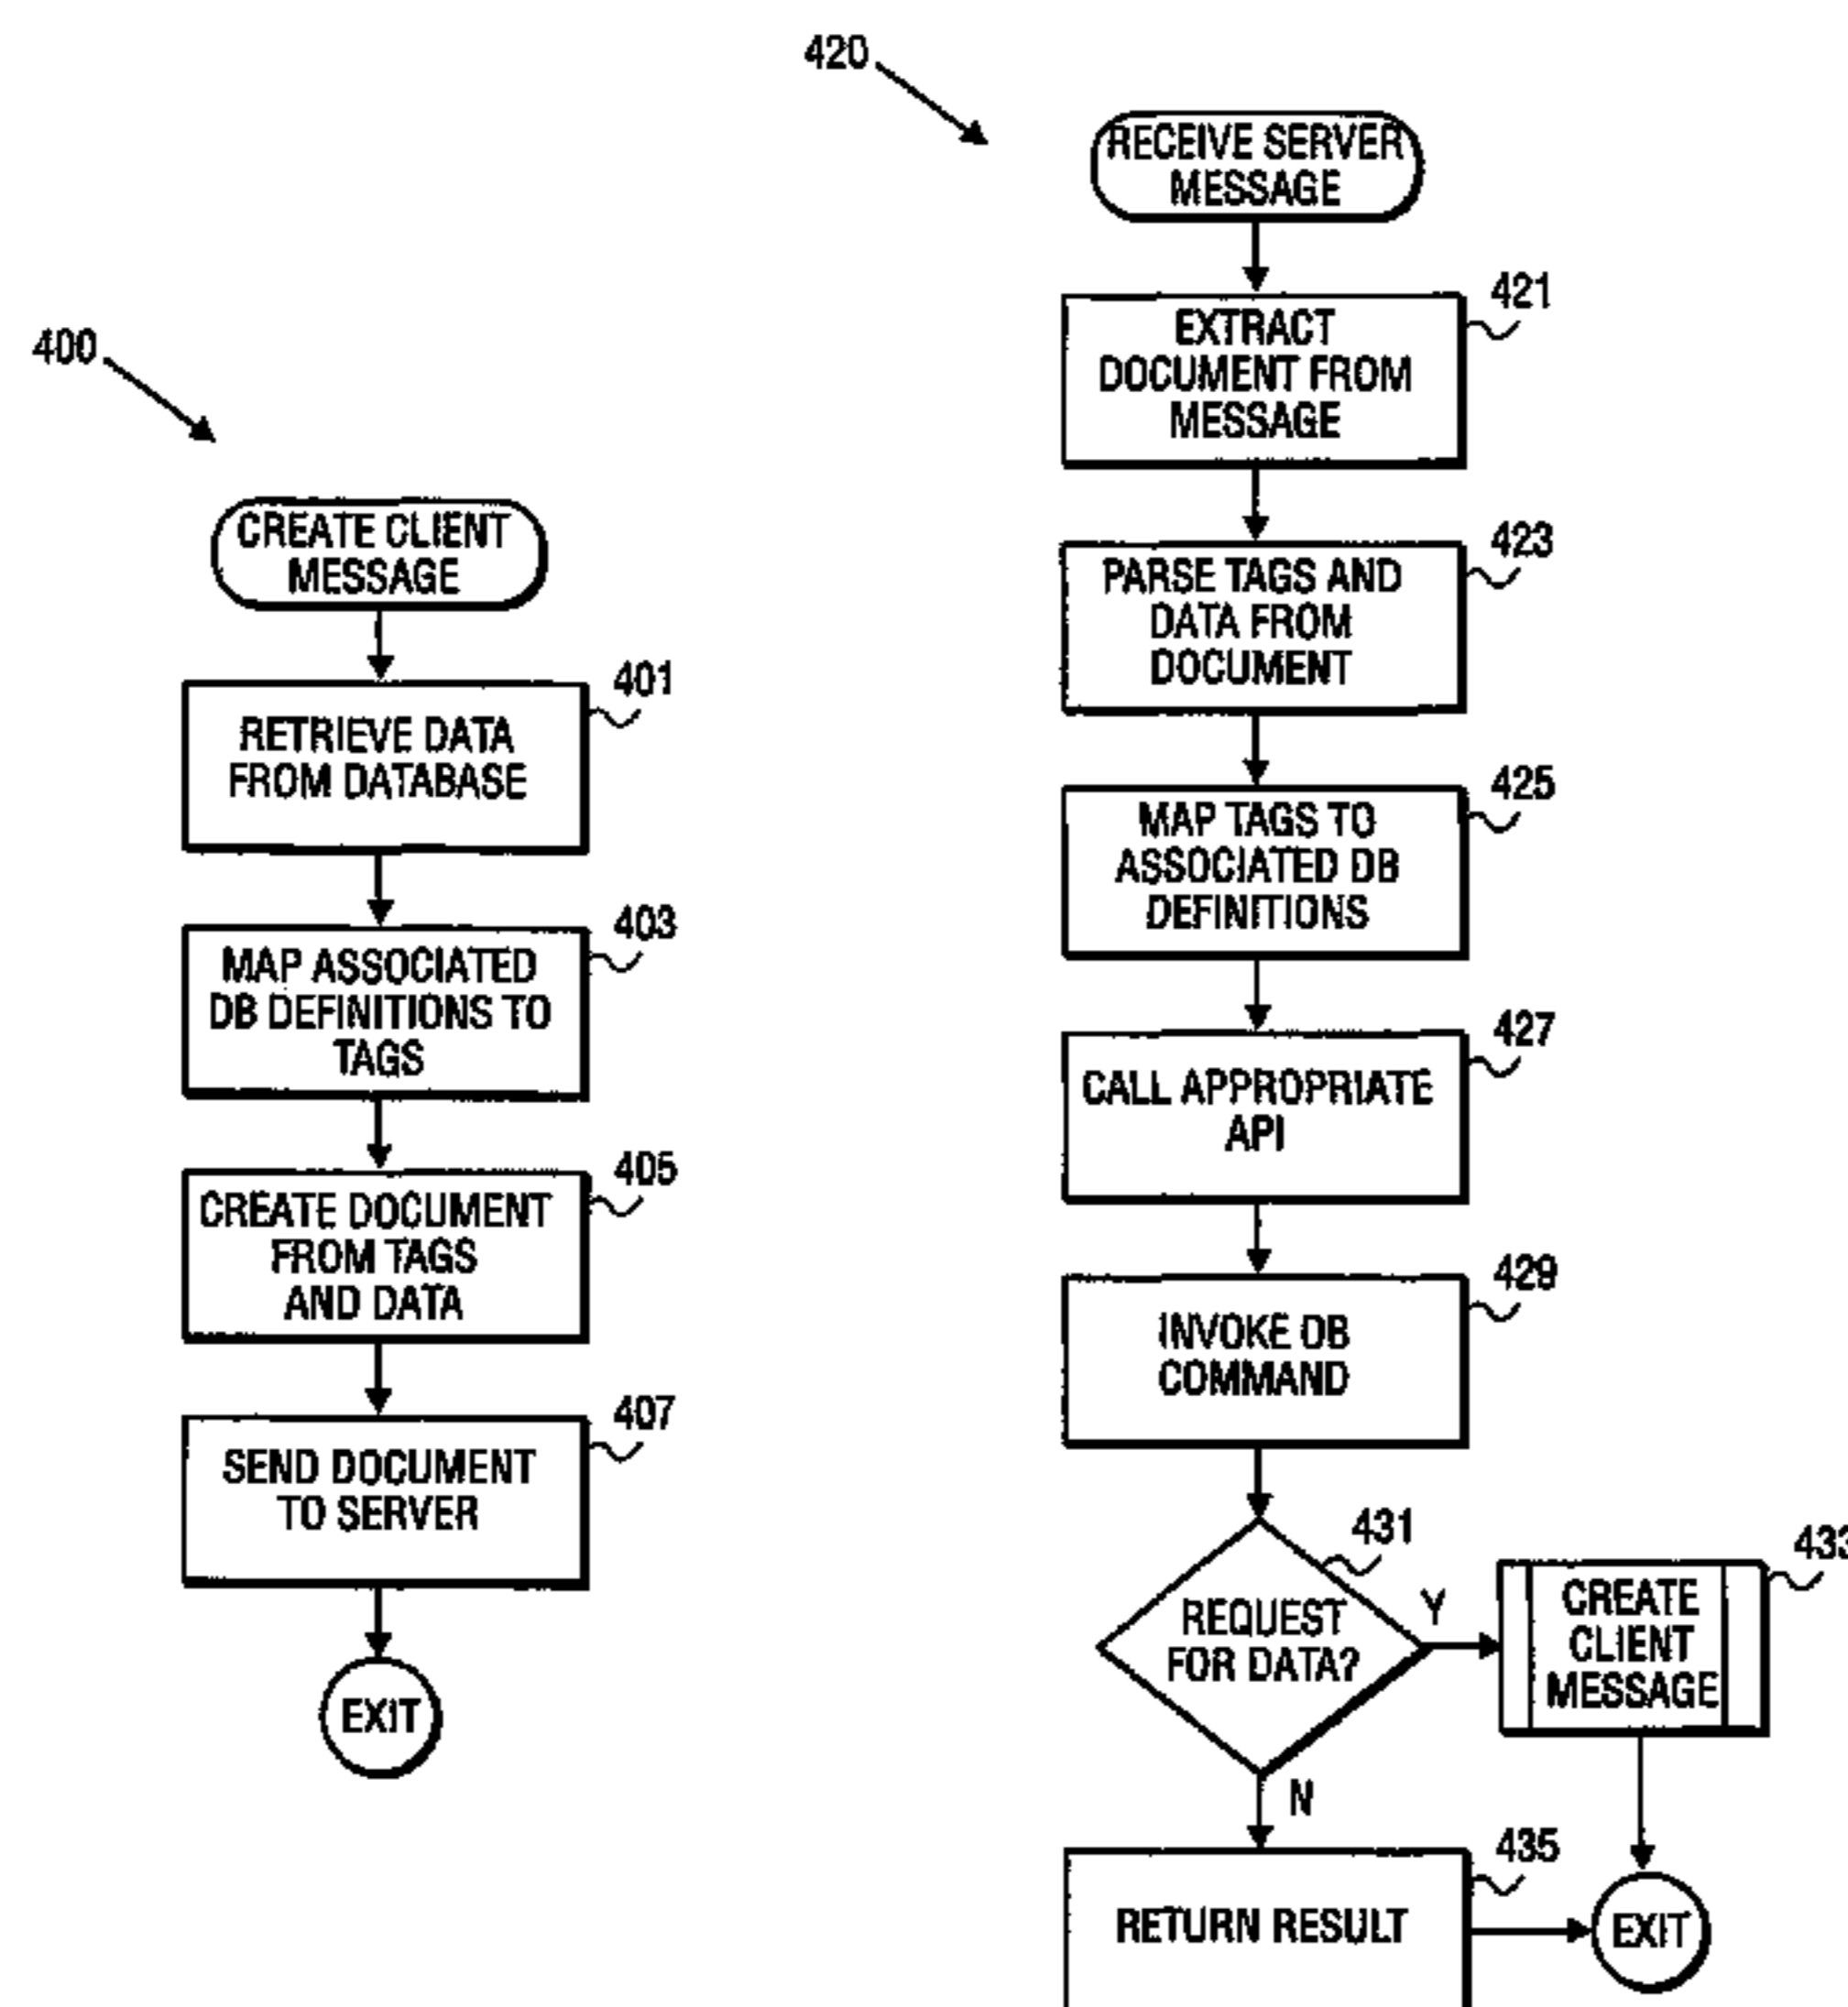 400
CREATE CLIENT
MESSAGE
401
RETRIEVE DATA
FROM DATABASE
403
MAP ASSOCIATED
DB DEFINITIONS TO
TAGS
405
CREATE DOCUMENT
FROM TAGS
AND DATA
407
SEND DOCUMENT
TO SERVER
EXIT
420
RECEIVE SERVER
MESSAGE
421
EXTRACT
DOCUMENT FROM
MESSAGE
423
PARSE TAGS AND
DATA FROM
DOCUMENT
425
MAP TAGS TO
ASSOCIATED DB
DEFINITIONS
427
CALL APPROPRIATE
API
429
INVOKE DB
COMMAND
431
REQUEST
FOR DATA?
Y
433
CREATE
CLIENT
MESSAGE
N
435
RETURN RESULT
EXIT